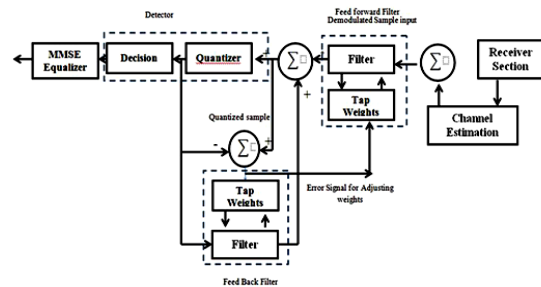 Detector
Feed forward Filter
Demodulated Sample input
MMSE
Equalizer
Decision
Quantizer
+
Σ
Filter
Σ
Receiver
Section
Tap
Weights
+
Channel
Estimation
Quantized sample
-
Σ
+
Tap
Weights
Error Signal for Adjusting
weights
Filter
Feed Back Filter